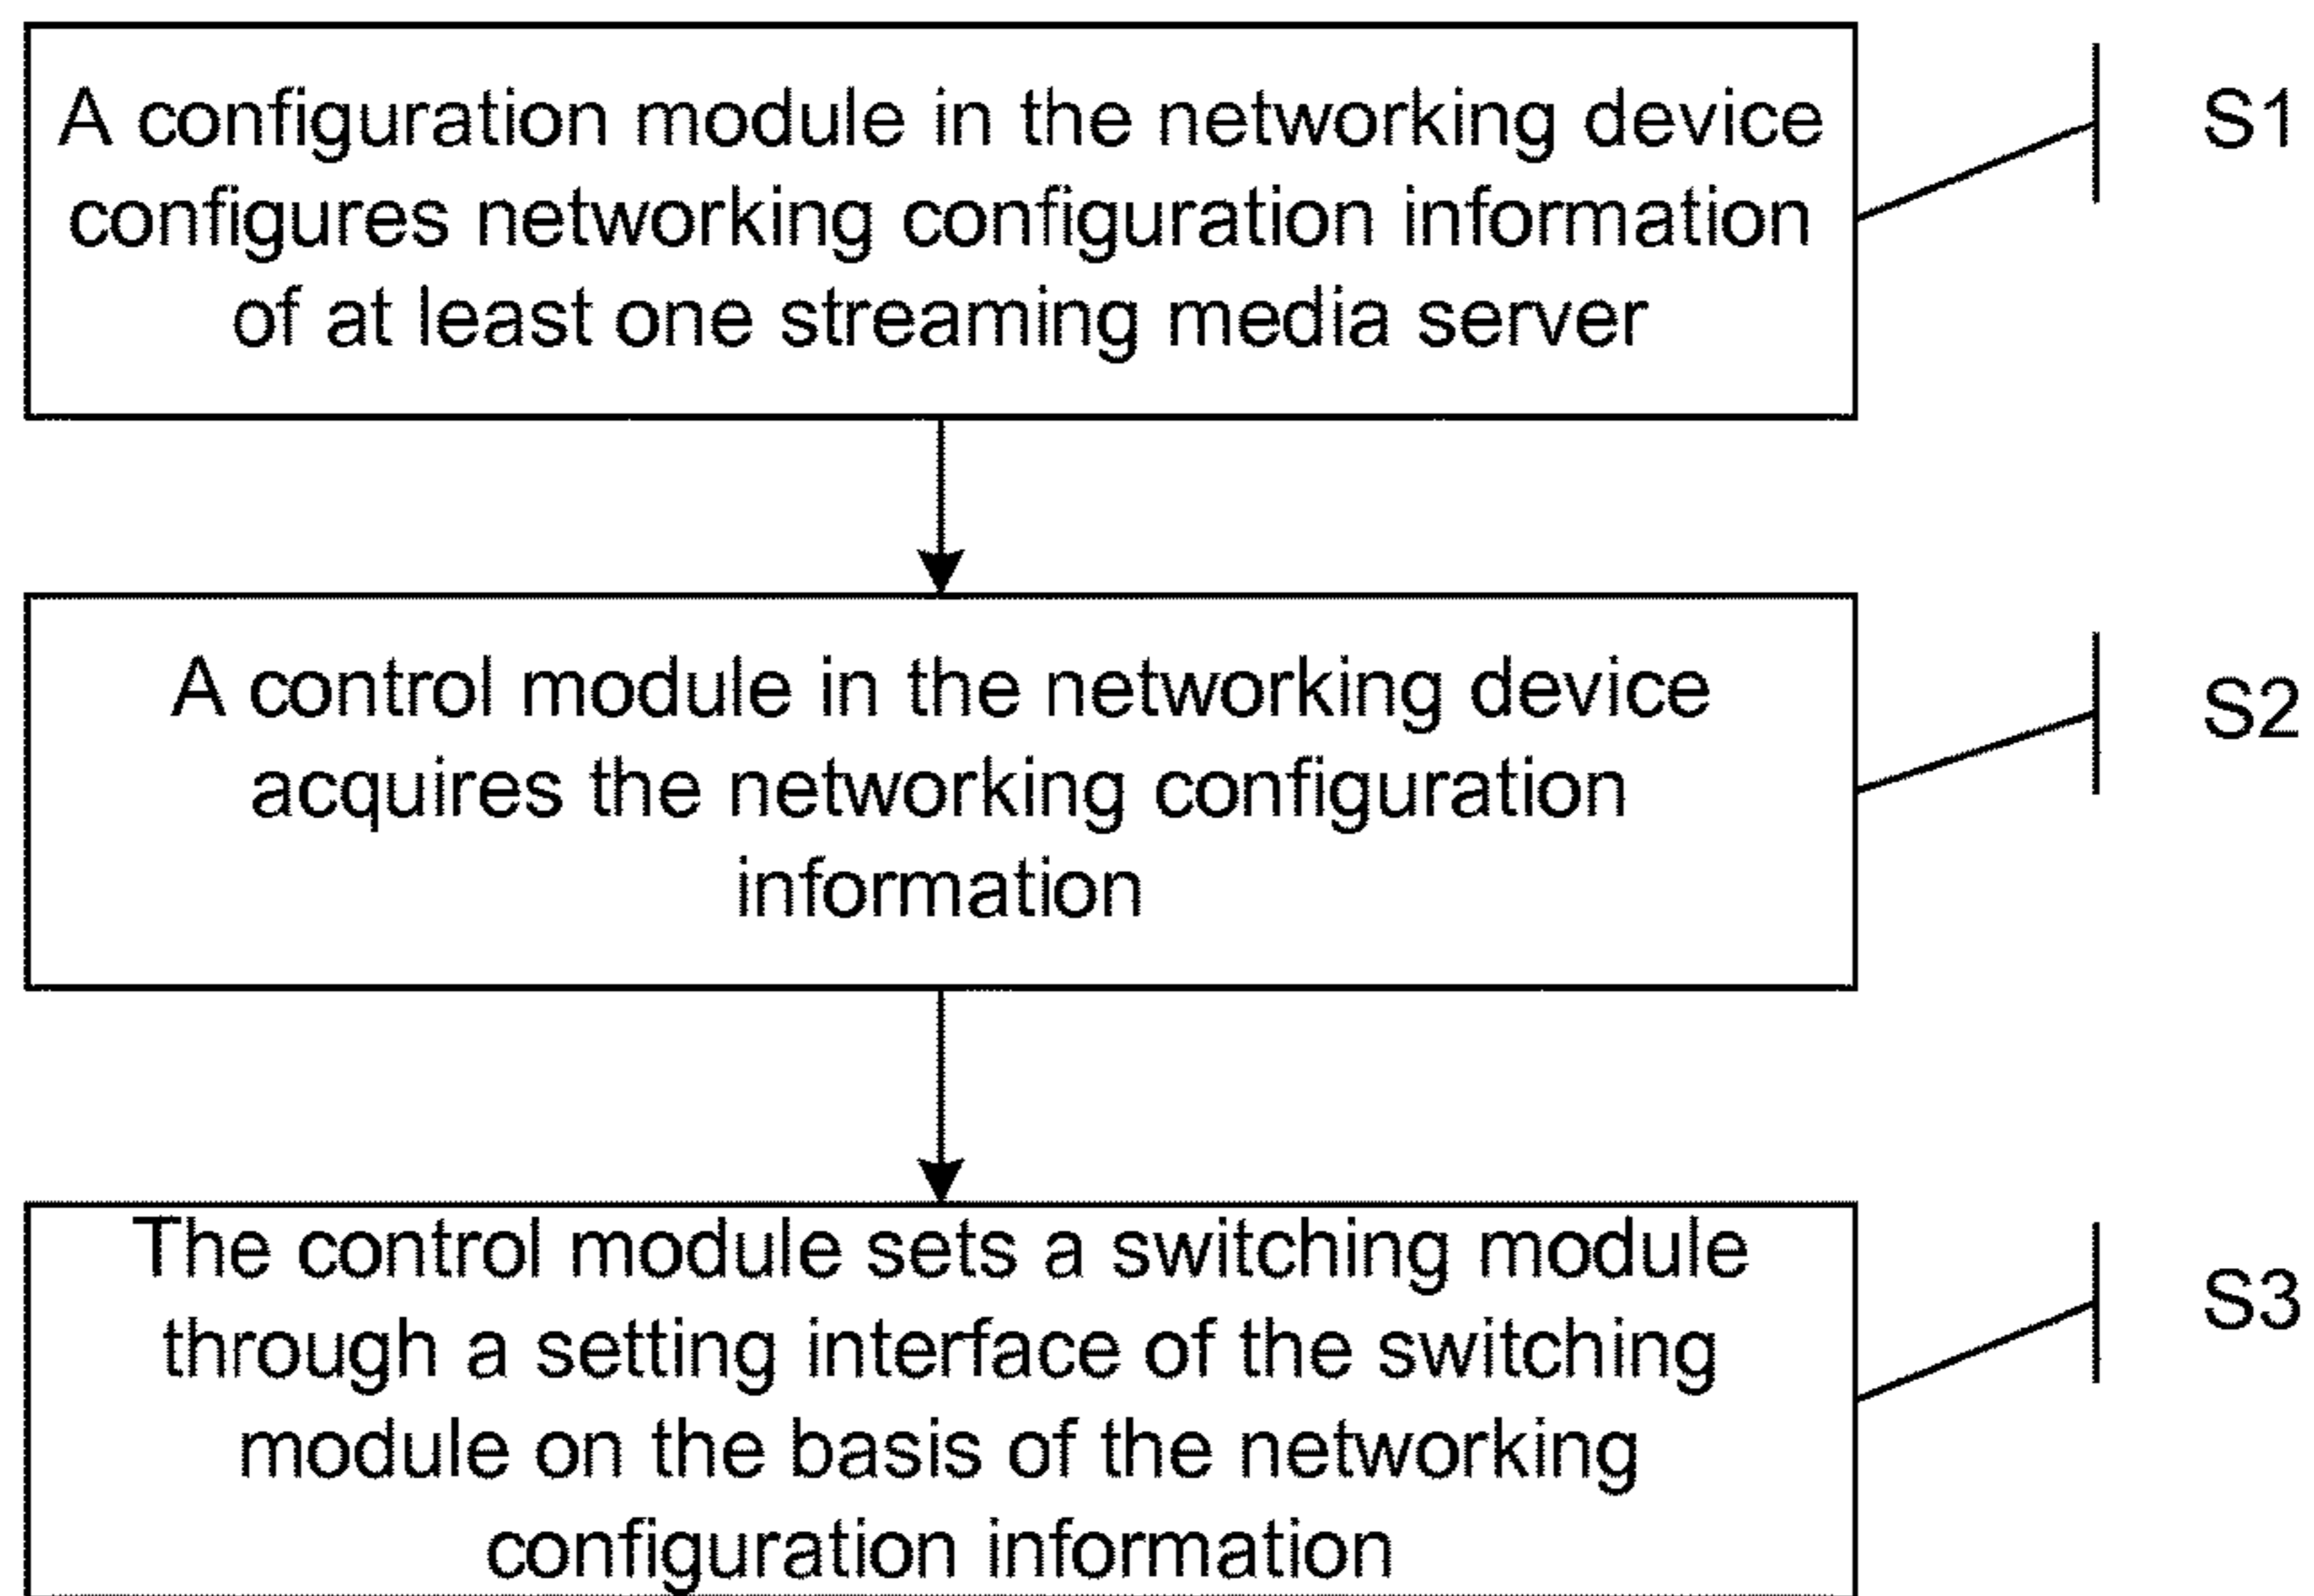 A configuration module in the networking device
configures networking configuration information
of at least one streaming media server
S1
A control module in the networking device
acquires the networking configuration
information
S2
The control module sets a switching module
through a setting interface of the switching
module on the basis of the networking
configuration information
S3